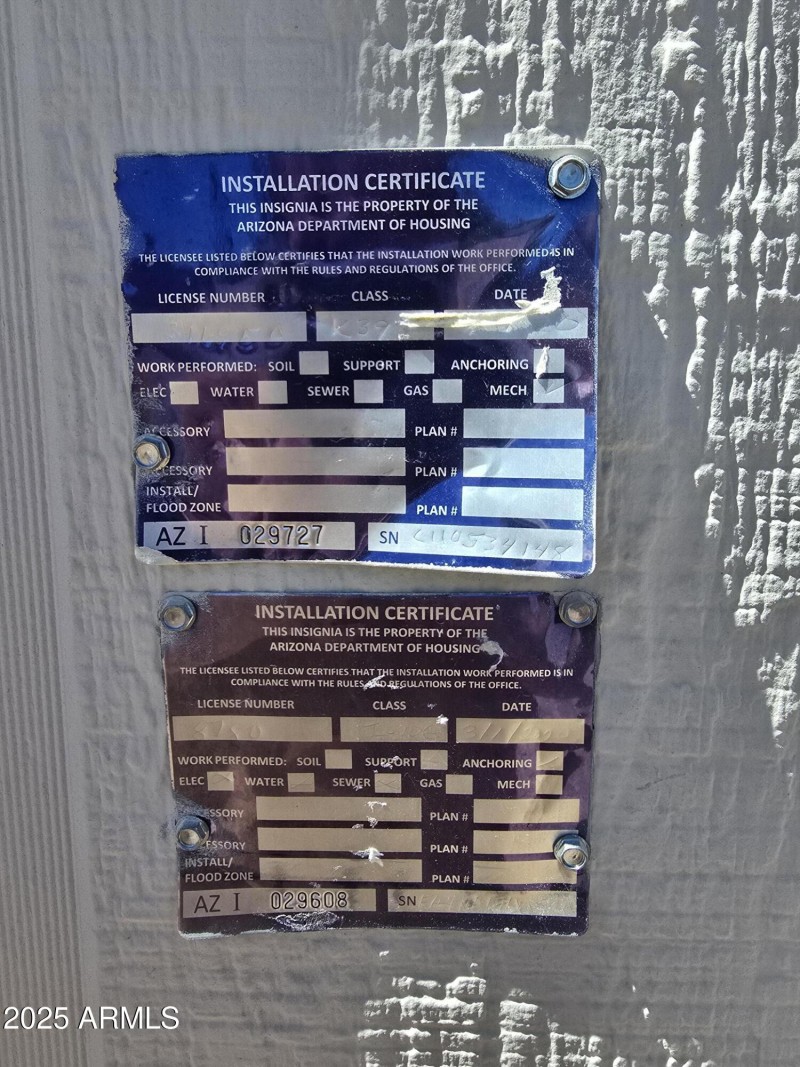 INSTALLATION CERTIFICATE
THIS INSIGNIA IS THE PROPERTY OF THE
ARIZONA DEPARTMENT OF HOUSING
THE LICENSEE LISTED BELOW CERTIFIES THAT THE INSTALLATION WORK PERFORMED IS IN
COMPLIANCE WITH THE RULES AND REGULATIONS OF THE OFFICE.
LICENSE NUMBER CLASS DATE
WORK PERFORMED: SOIL SUPPORT ANCHORING
ELEC WATER SEWER GAS MECH
ACCESSORY PLAN #
ACCESSORY PLAN #
INSTALL/
FLOOD ZONE PLAN #
AZ I 029727 SN
INSTALLATION CERTIFICATE
THIS INSIGNIA IS THE PROPERTY OF THE
ARIZONA DEPARTMENT OF HOUSING
THE LICENSEE LISTED BELOW CERTIFIES THAT THE INSTALLATION WORK PERFORMED IS IN
COMPLIANCE WITH THE RULES AND REGULATIONS OF THE OFFICE.
LICENSE NUMBER CLASS DATE
WORK PERFORMED: SOIL SUPPORT ANCHORING
ELEC WATER SEWER GAS MECH
CESSORY PLAN #
ESSORY PLAN #
INSTALL/
FLOOD ZONE PLAN #
AZ I 029608 SN
2025 ARMLS